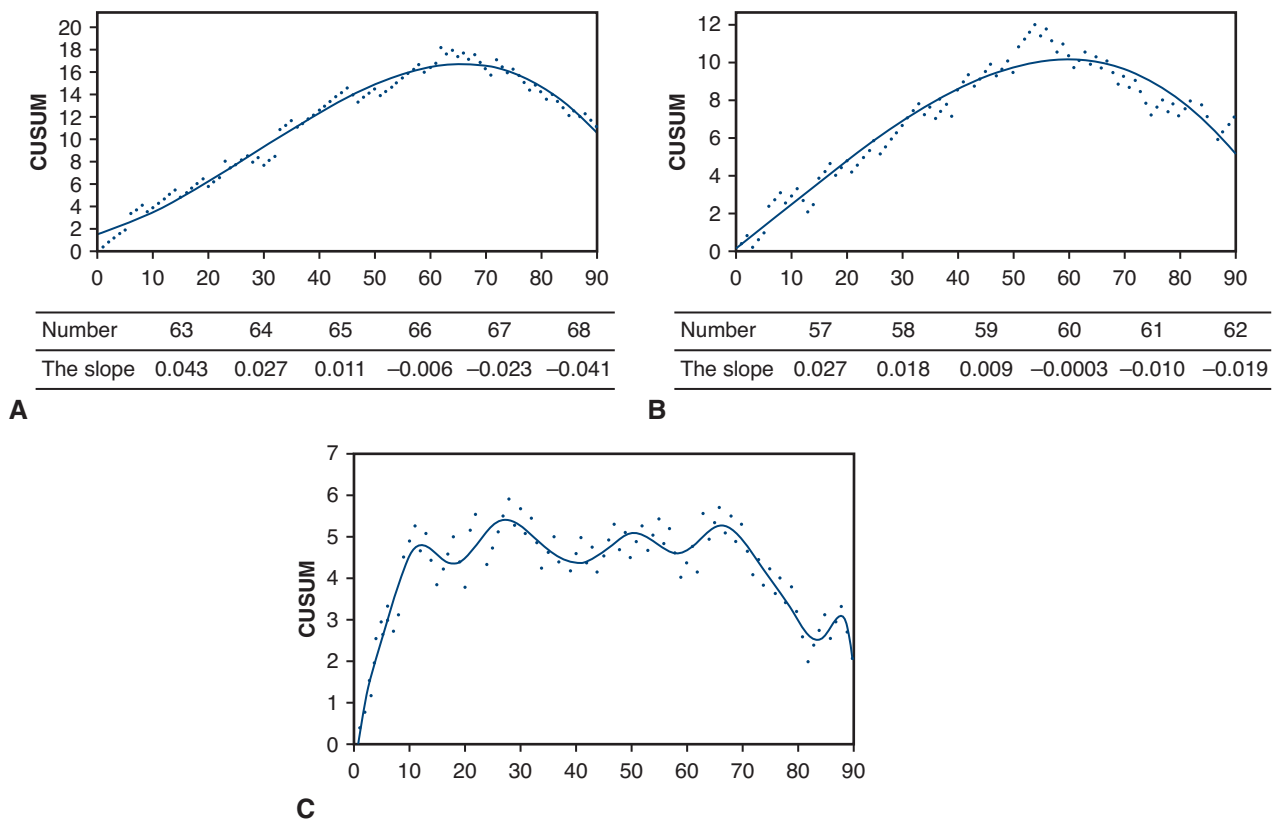 CUSUM
20
18
16
14
12
10
8
6
4
2
0
0 10 20 30 40 50 60 70 80 90
Number 63 64 65 66 67 68
The slope 0.043 0.027 0.011 –0.006 –0.023 –0.041
A
CUSUM
12
10
8
6
4
2
0
0 10 20 30 40 50 60 70 80 90
Number 57 58 59 60 61 62
The slope 0.027 0.018 0.009 –0.0003 –0.010 –0.019
B
CUSUM
7
6
5
4
3
2
1
0
0 10 20 30 40 50 60 70 80 90
C